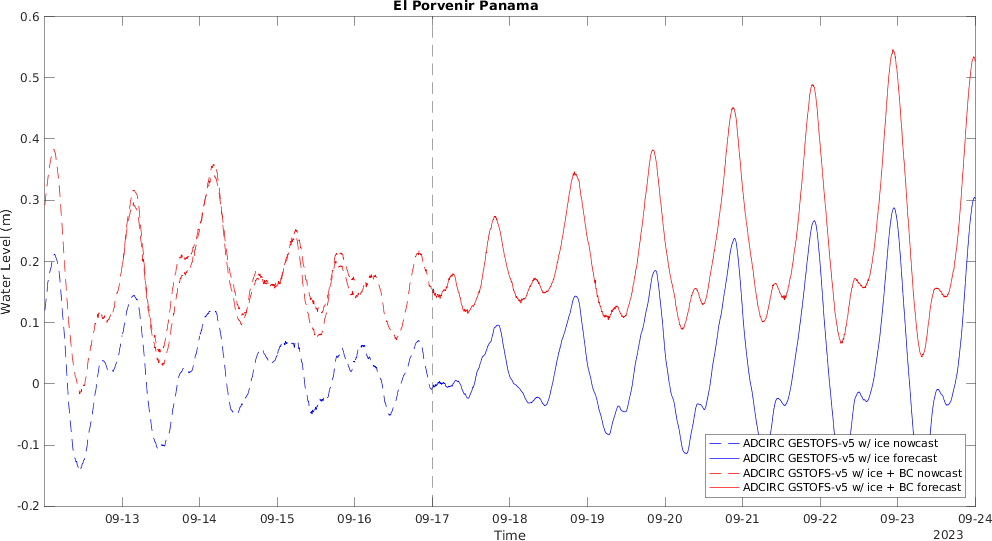 El Porvenir Panama
0.6
0.5
0.4
0.3
0.2
0.1
0
-0.1
-0.2
Water Level (m)
ADCIRC GESTOFS-v5 w/ ice nowcast
ADCIRC GESTOFS-v5 w/ ice forecast
ADCIRC GSTOFS-v5 w/ ice + BC nowcast
ADCIRC GSTOFS-v5 w/ ice + BC forecast
09-13 09-14 09-15 09-16 09-17 09-18 09-19 09-20 09-21 09-22 09-23 09-24
Time
2023